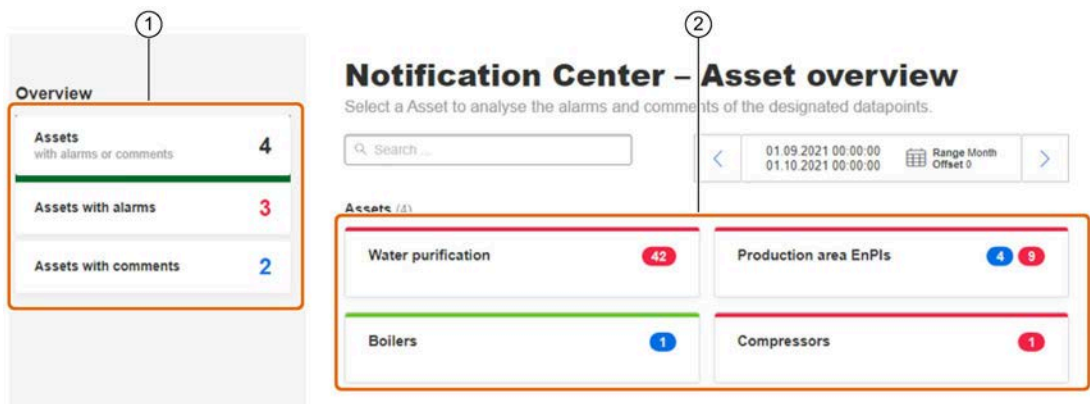 1
2
Overview
Assets
with alarms or comments
4
Assets with alarms
3
Assets with comments
2
Notification Center – Asset overview
Select a Asset to analyse the alarms and comments of the designated datapoints.
Search ...
01.09.2021 00:00:00
01.10.2021 00:00:00
Range Month
Offset 0
Assets (4)
Water purification
42
Production area EnPIs
4 9
Boilers
1
Compressors
1